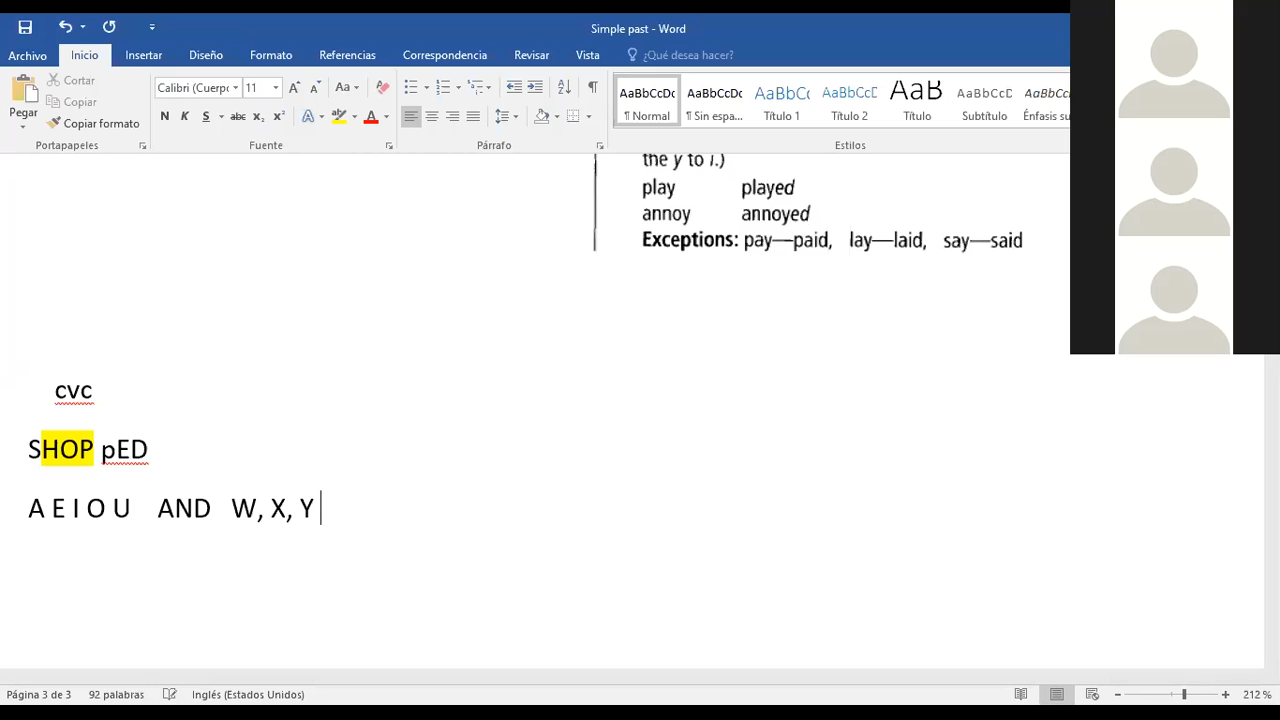 Simple past - Word
Archivo Inicio Insertar Diseño Formato Referencias Correspondencia Revisar Vista ¿Qué desea hacer?
Pegar
Cortar
Copiar
Copiar formato
Portapapeles
Calibri (Cuerpo 11
Aa
N K S abc x₂ x² A A
Fuente
Párrafo
AaBbCcDc AaBbCcDc AaBbCc AaBbCcD AaB AaBbCcD AaBbCcDc
¶ Normal ¶ Sin espa... Título 1 Título 2 Título Subtítulo Énfasis su
Estilos
the y to i.)
play played
annoy annoyed
Exceptions: pay—paid, lay—laid, say—said
cvc
SHOP pED
A E I O U AND W, X, Y
Página 3 de 3 92 palabras Inglés (Estados Unidos) 212 %